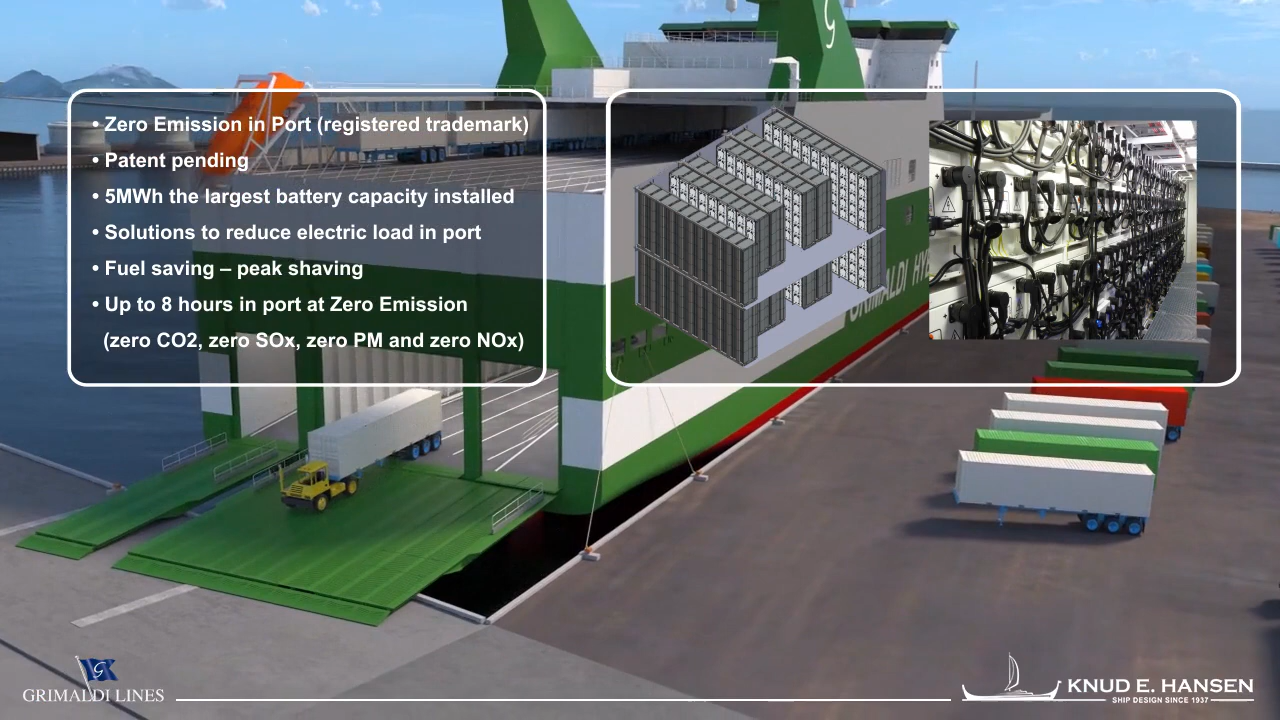 • Zero Emission in Port (registered trademark)
• Patent pending
• 5MWh the largest battery capacity installed
• Solutions to reduce electric load in port
• Fuel saving – peak shaving
• Up to 8 hours in port at Zero Emission
(zero CO2, zero SOx, zero PM and zero NOx)
G
GRIMALDI
G
GRIMALDI LINES
KNUD E. HANSEN
SHIP DESIGN SINCE 1937